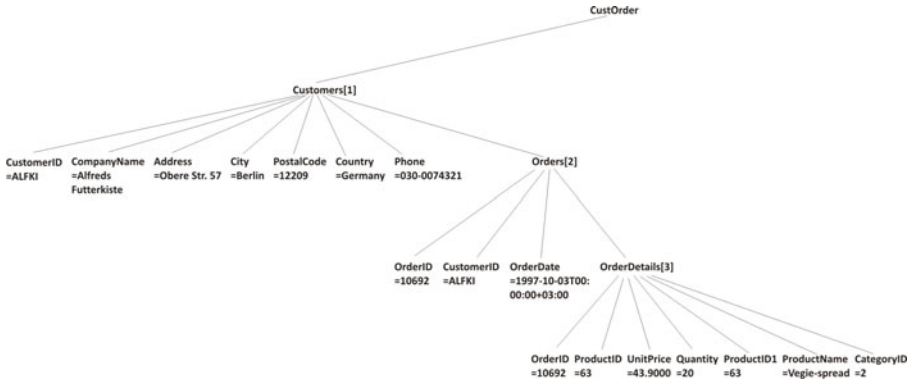 CustOrder
Customers[1]
CustomerID CompanyName Address City PostalCode Country Phone
=ALFKI =Alfreds =Obere Str. 57 =Berlin =12209 =Germany =030-0074321
Futterkiste
Orders[2]
OrderID CustomerID OrderDate OrderDetails[3]
=10692 =ALFKI =1997-10-03T00:
00:00+03:00
OrderID ProductID UnitPrice Quantity ProductID1 ProductName CategoryID
=10692 =63 =43.9000 =20 =63 =Vegie-spread =2